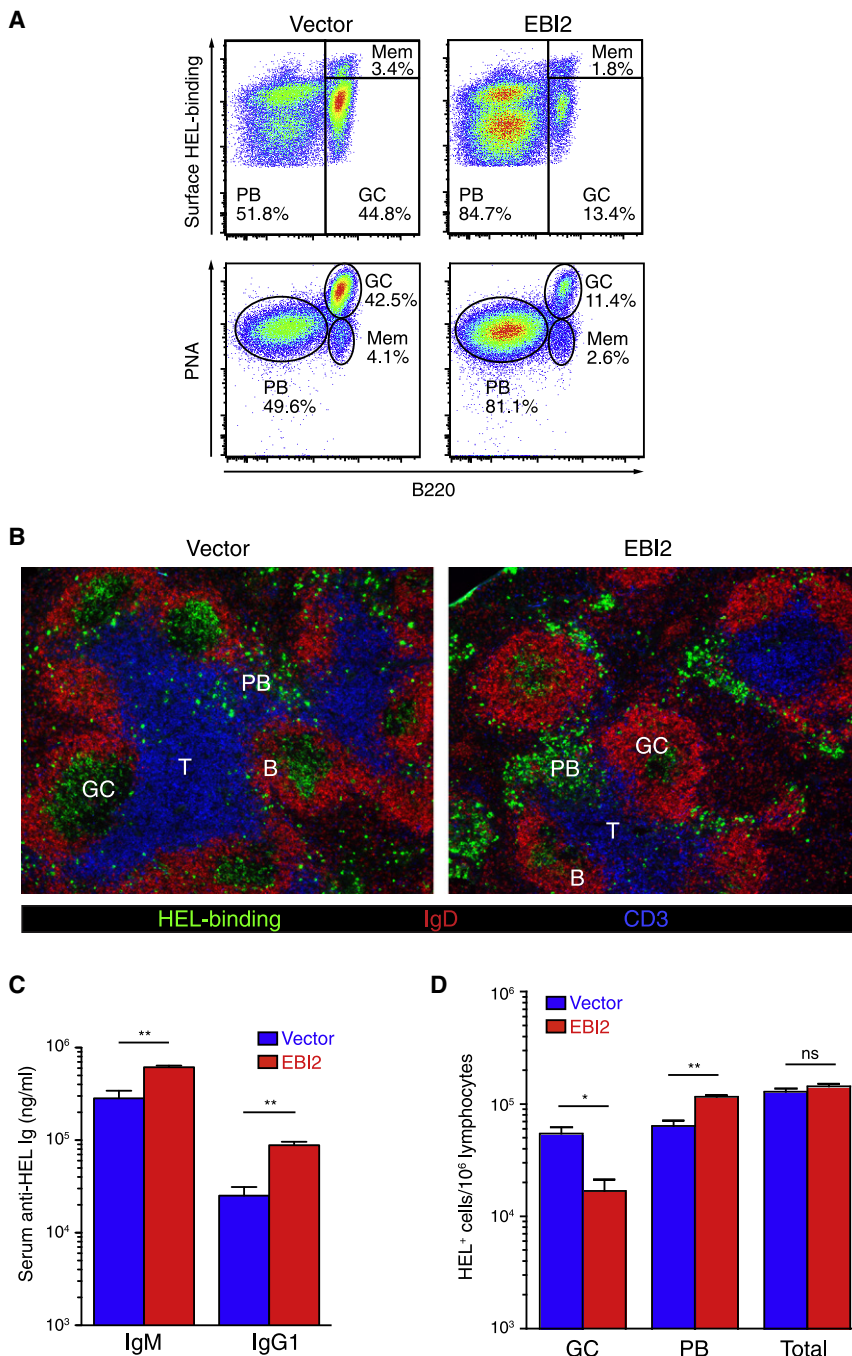 A
Vector
EBI2
Surface HEL-binding
Mem
3.4%
PB
51.8%
GC
44.8%
Mem
1.8%
PB
84.7%
GC
13.4%
PNA
GC
42.5%
Mem
4.1%
PB
49.6%
GC
11.4%
Mem
2.6%
PB
81.1%
B220
B
Vector
EBI2
PB
T
B
GC
GC
PB
T
B
HEL-binding IgD CD3
C
Serum anti-HEL Ig (ng/ml)
10⁶
10⁵
10⁴
10³
**
**
Vector
EBI2
IgM
IgG1
D
HEL⁺ cells/10⁶ lymphocytes
10⁶
10⁵
10⁴
10³
Vector
EBI2
*
**
ns
GC
PB
Total